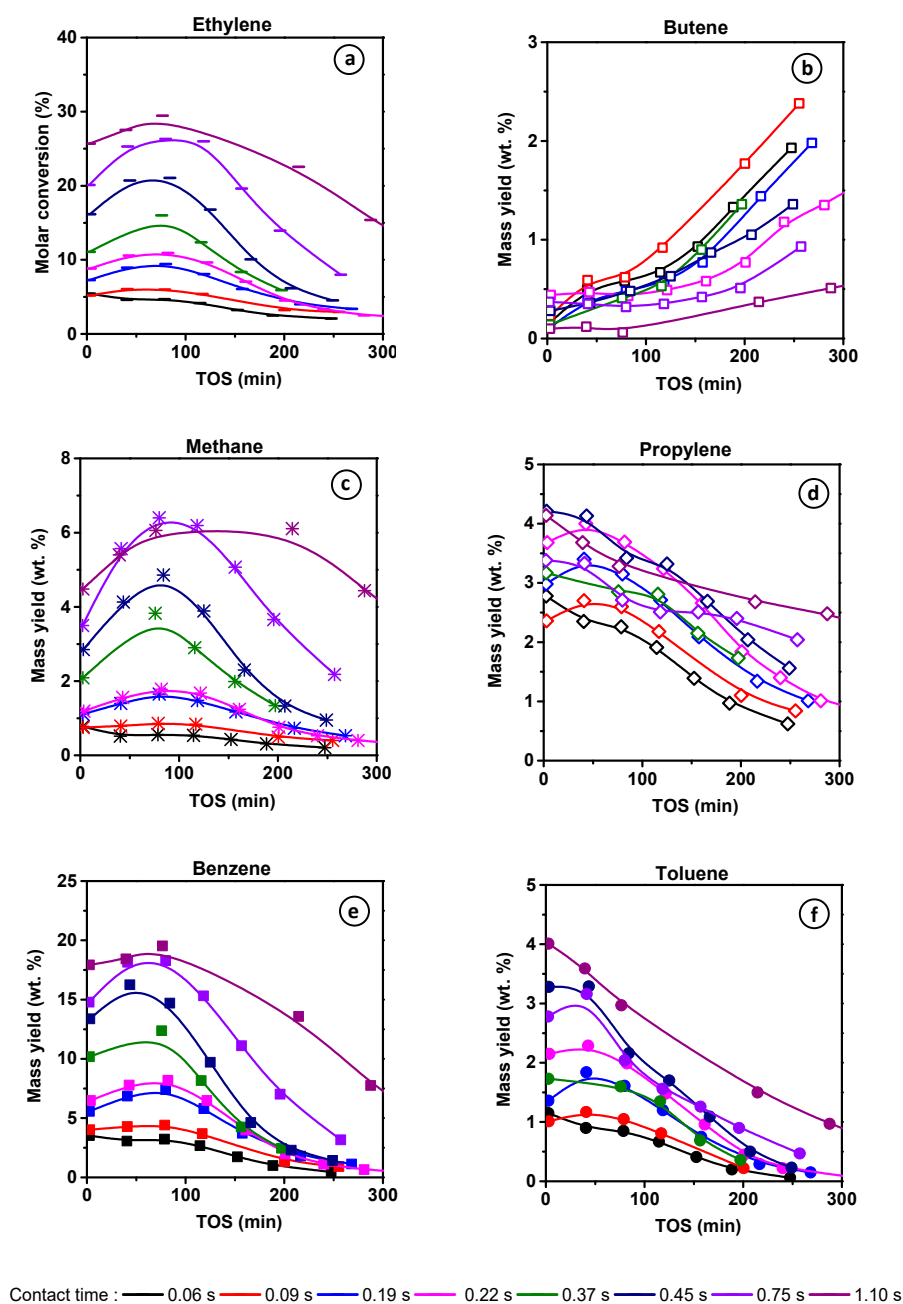 Ethylene
a
Molar conversion (%)
40
30
20
10
0
0 100 200 300
TOS (min)
Butene
b
Mass yield (wt. %)
3
2
1
0
0 100 200 300
TOS (min)
Methane
c
Mass yield (wt. %)
8
6
4
2
0
0 100 200 300
TOS (min)
Propylene
d
Mass yield (wt. %)
5
4
3
2
1
0
0 100 200 300
TOS (min)
Benzene
e
Mass yield (wt. %)
25
20
15
10
5
0
0 100 200 300
TOS (min)
Toluene
f
Mass yield (wt. %)
5
4
3
2
1
0
0 100 200 300
TOS (min)
Contact time : 0.06 s 0.09 s 0.19 s 0.22 s 0.37 s 0.45 s 0.75 s 1.10 s